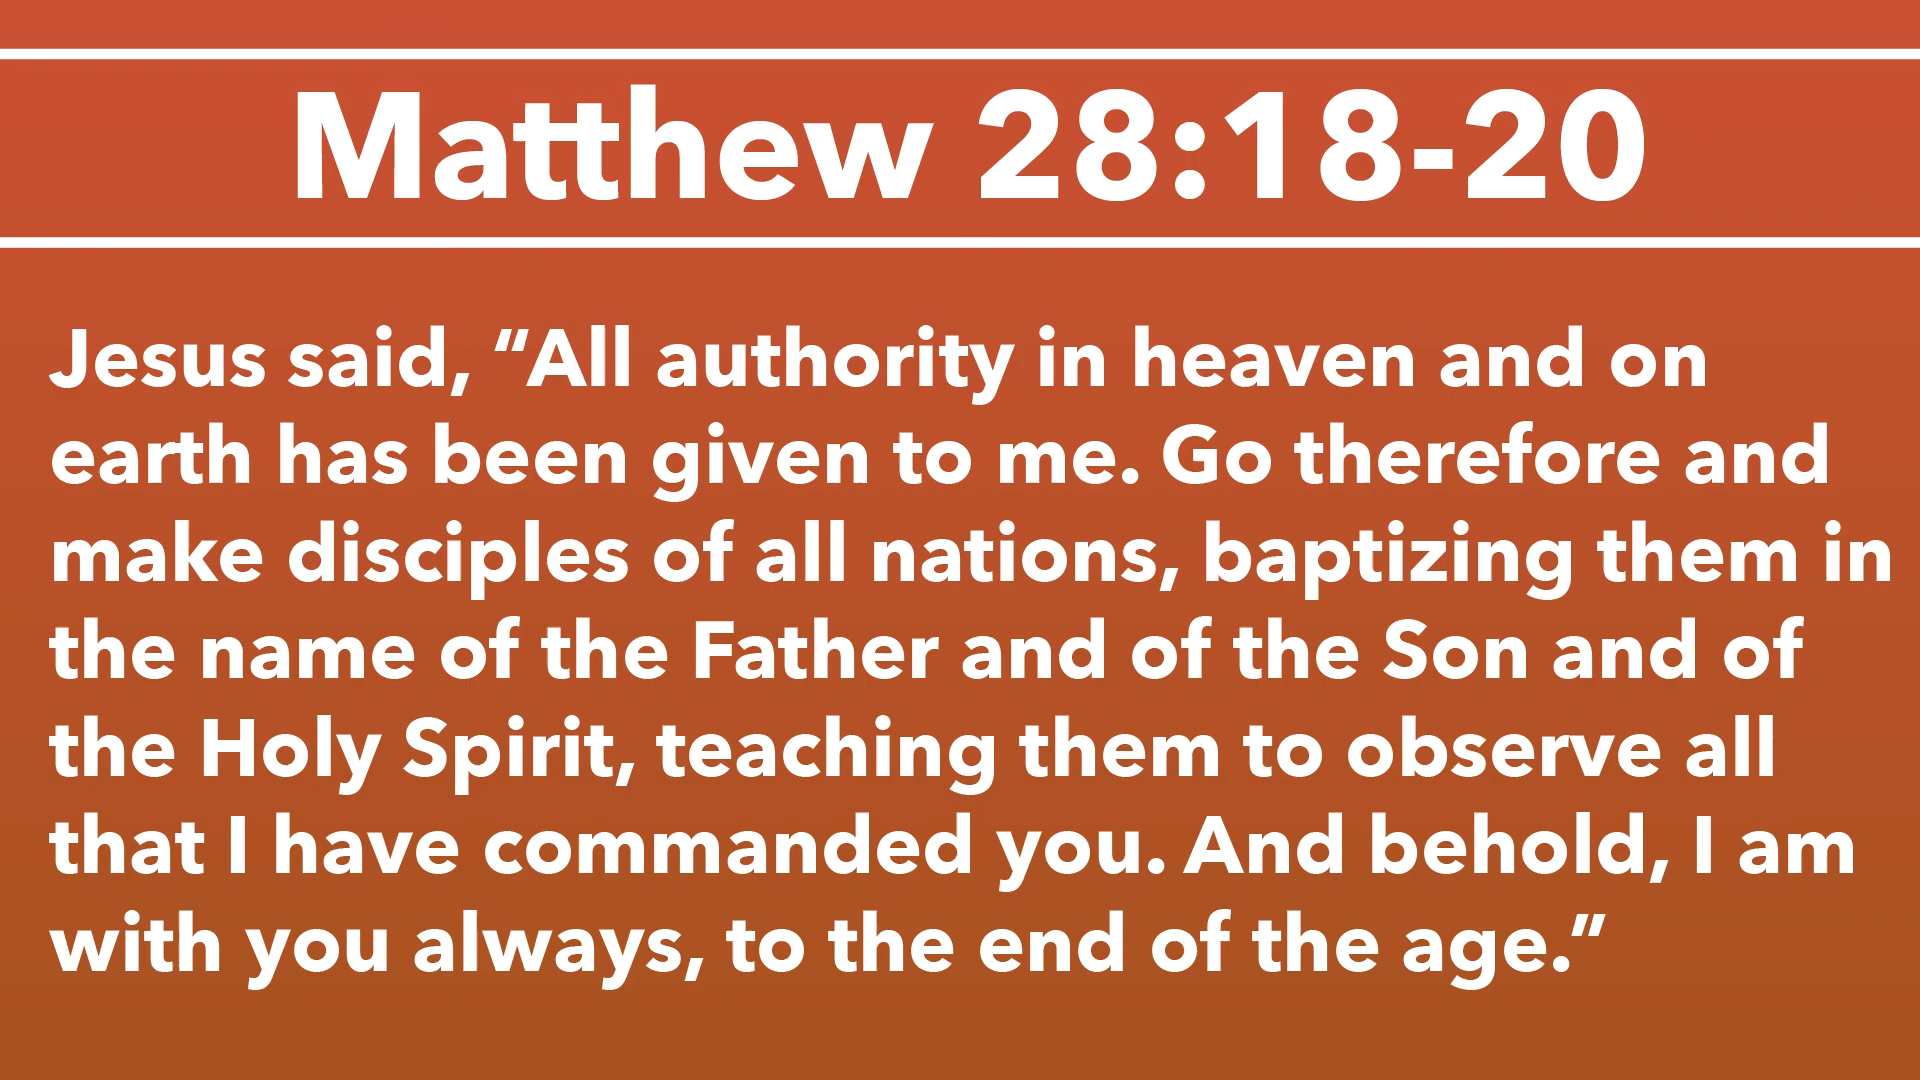 Matthew 28:18-20
Jesus said, “All authority in heaven and on
earth has been given to me. Go therefore and
make disciples of all nations, baptizing them in
the name of the Father and of the Son and of
the Holy Spirit, teaching them to observe all
that I have commanded you. And behold, I am
with you always, to the end of the age.”